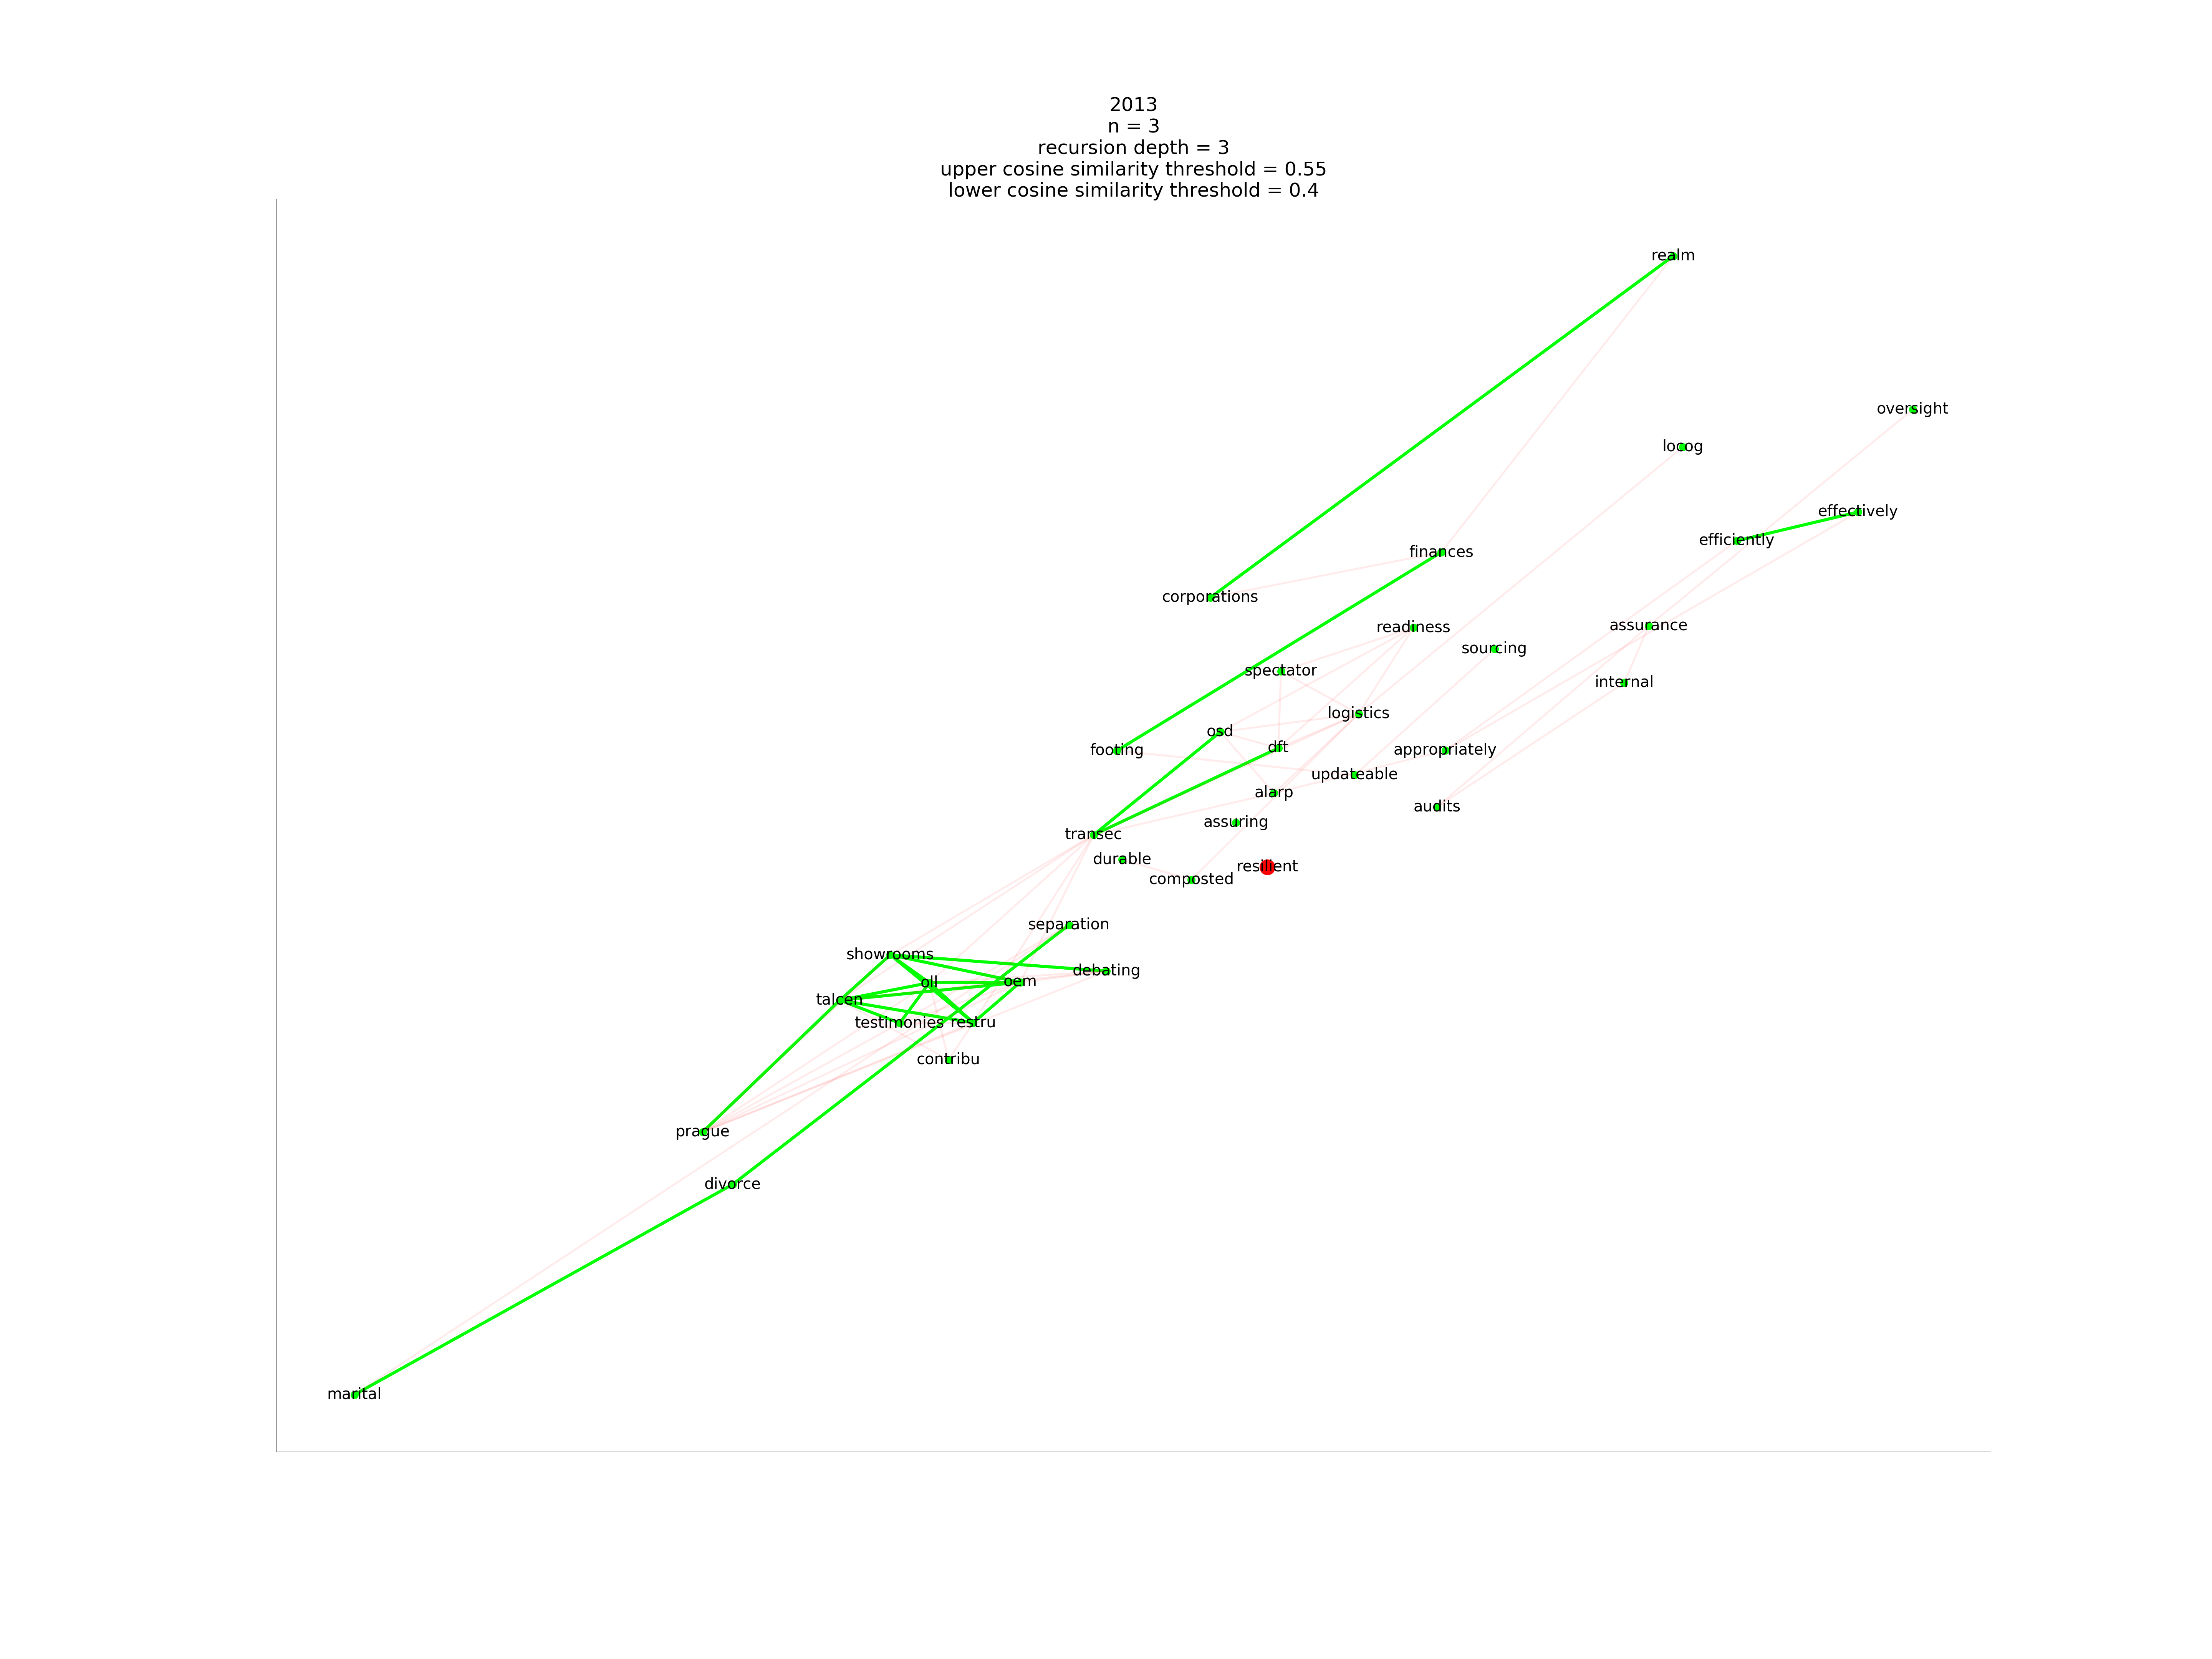 2013
n = 3
recursion depth = 3
upper cosine similarity threshold = 0.55
lower cosine similarity threshold = 0.4
realm
oversight
locog
effectively
efficiently
finances
corporations
readiness
assurance
sourcing
spectator
internal
logistics
osd
dft
footing
appropriately
updateable
alarp
audits
assuring
transec
durable
resilient
composted
separation
showrooms
debating
oll
oem
talcen
testimonies
restru
contribu
prague
divorce
marital